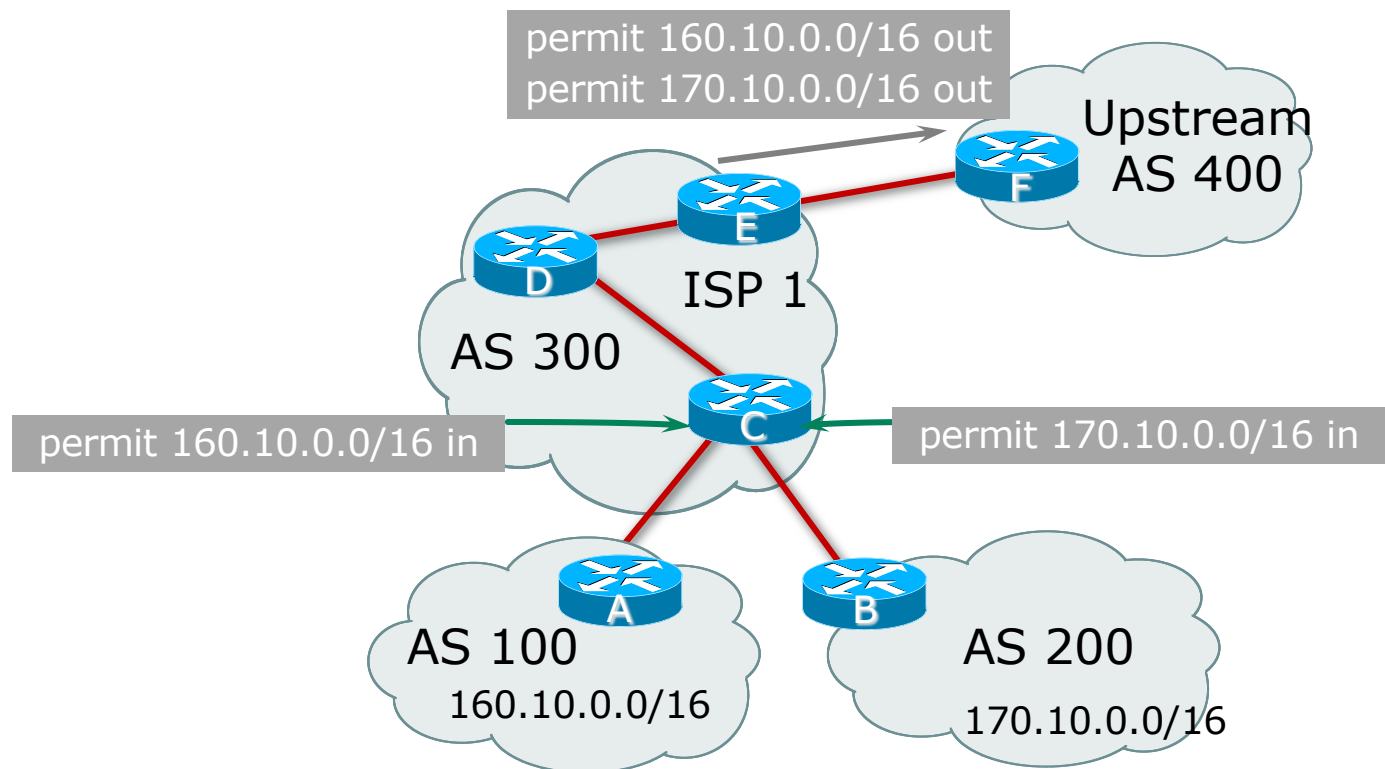 permit 160.10.0.0/16 out
permit 170.10.0.0/16 out
Upstream
AS 400
F
E
D
ISP 1
AS 300
C
permit 160.10.0.0/16 in
permit 170.10.0.0/16 in
A
B
AS 100
AS 200
160.10.0.0/16
170.10.0.0/16